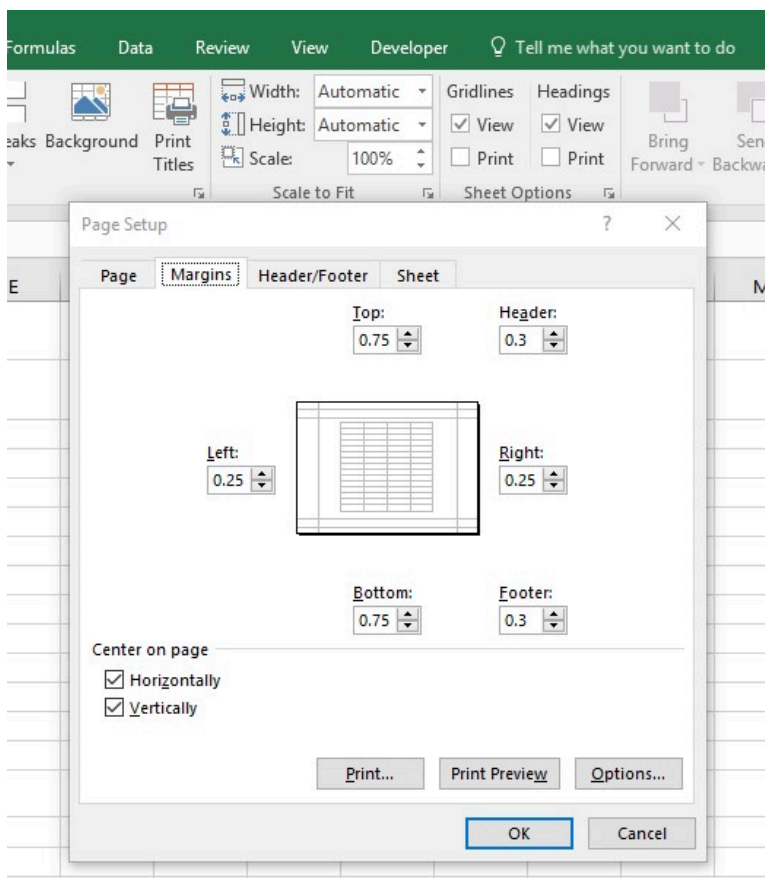 Formulas Data Review View Developer Tell me what you want to do
Width: Automatic Gridlines Headings
Height: Automatic View View
Background Print Titles Scale: 100% Print Print Bring Forward
Scale to Fit Sheet Options
Page Setup ?
Page Margins Header/Footer Sheet
E M
Top: Header:
0.75 0.3
Left: Right:
0.25 0.25
Bottom: Footer:
0.75 0.3
Center on page
Horizontally
Vertically
Print... Print Preview Options...
OK Cancel